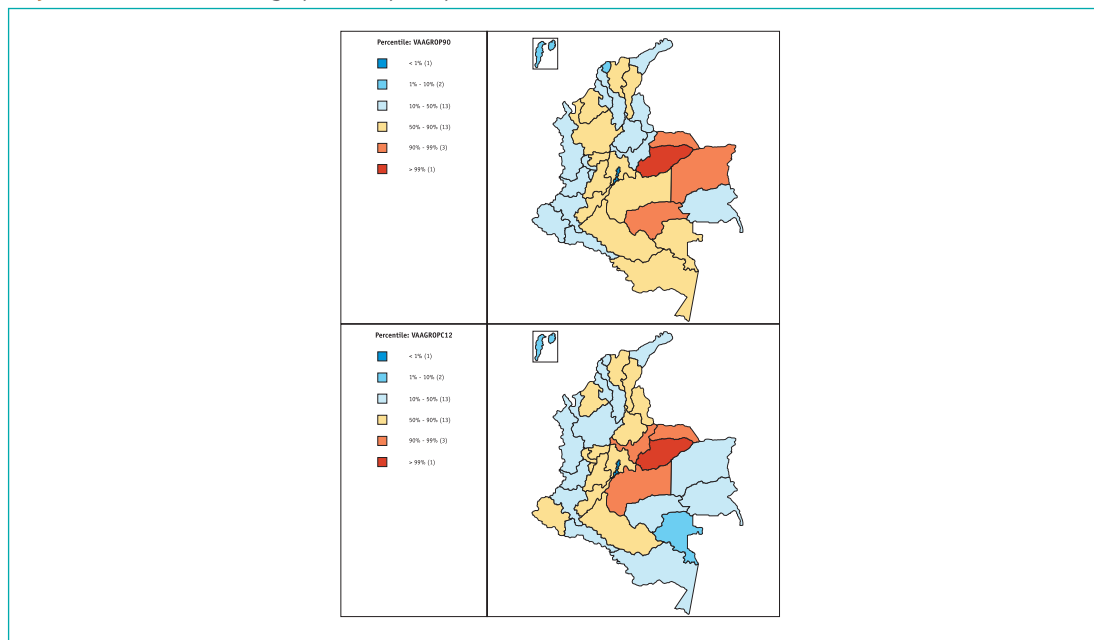 Percentile: VAAGROP90
< 1% (1)
1% - 10% (2)
10% - 50% (13)
50% - 90% (13)
90% - 99% (3)
> 99% (1)
Percentile: VAAGROPC12
< 1% (1)
1% - 10% (2)
10% - 50% (13)
50% - 90% (13)
90% - 99% (3)
> 99% (1)